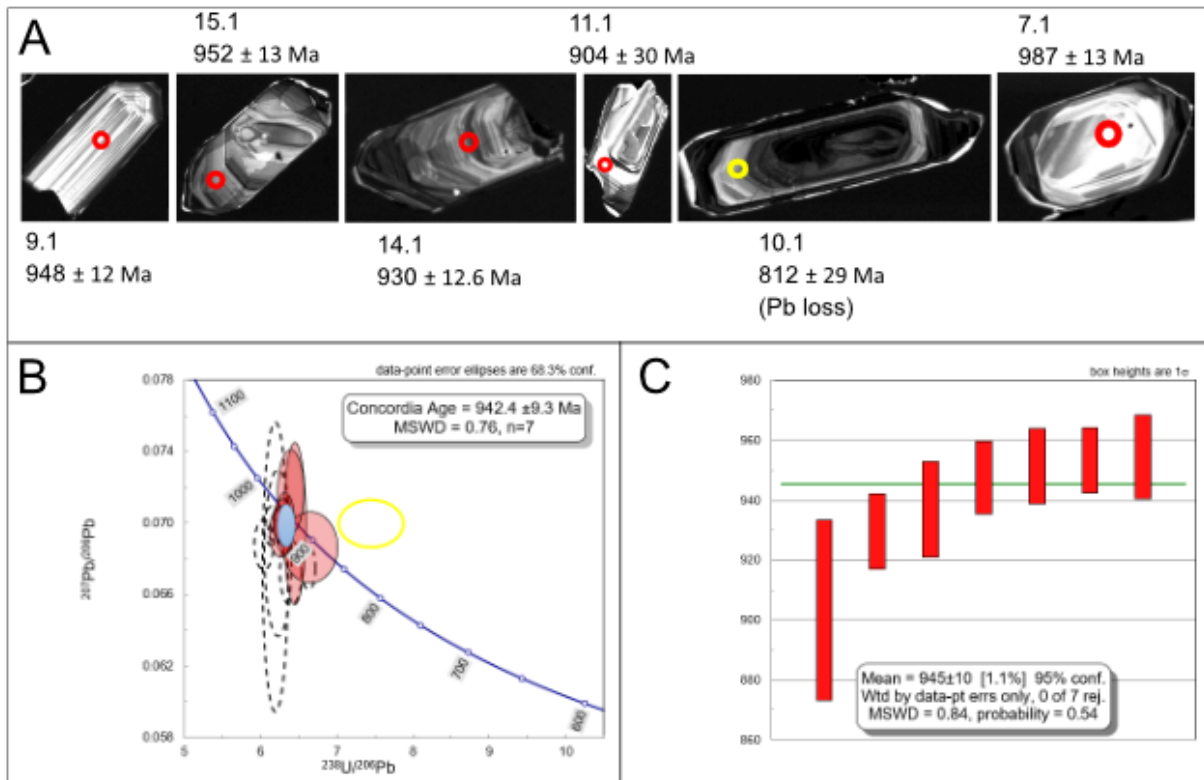 A
15.1
952 ± 13 Ma
11.1
904 ± 30 Ma
7.1
987 ± 13 Ma
9.1
948 ± 12 Ma
14.1
930 ± 12.6 Ma
10.1
812 ± 29 Ma
(Pb loss)
B
data-point error ellipses are 68.3% conf.
Concordia Age = 942.4 ±9.3 Ma
MSWD = 0.76, n=7
0.078
0.074
0.070
0.066
0.062
0.058
1100
1000
900
800
700
600
5
6
7
8
9
10
207Pb/206Pb
238U/206Pb
C
box heights are 1σ
980
960
940
920
900
880
860
Mean = 945±10 [1.1%] 95% conf.
Wtd by data-pt errs only, 0 of 7 rej.
MSWD = 0.84, probability = 0.54